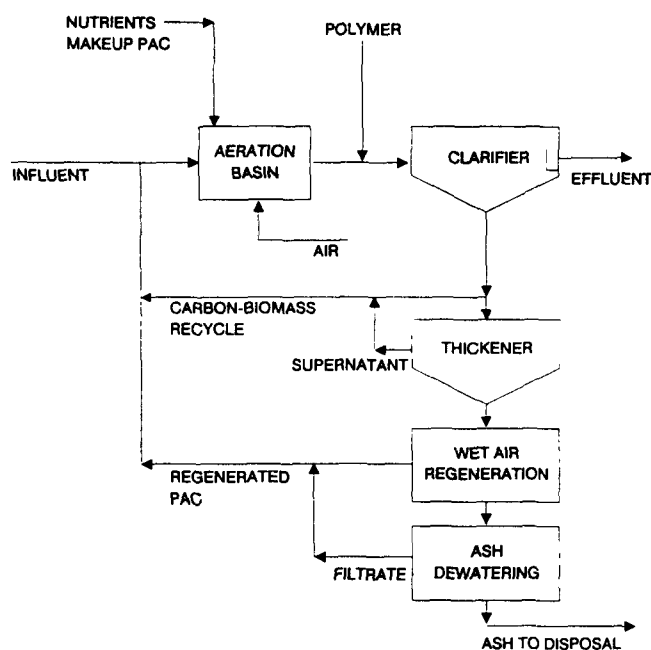 NUTRIENTS
MAKEUP PAC
POLYMER
AERATION
BASIN
CLARIFIER
INFLUENT
EFFLUENT
AIR
CARBON-BIOMASS
RECYCLE
THICKENER
SUPERNATANT
WET AIR
REGENERATION
REGENERATED
PAC
ASH
DEWATERING
FILTRATE
ASH TO DISPOSAL